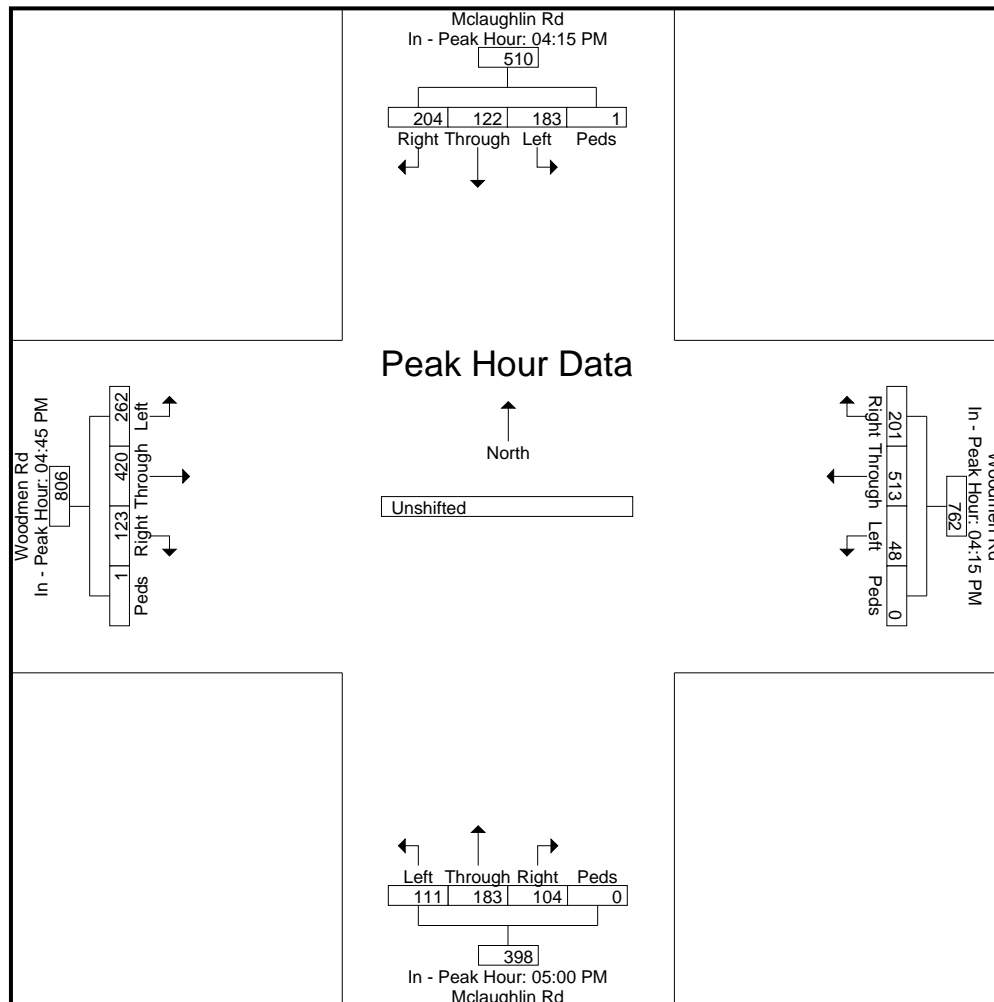 Mclaughlin Rd
In - Peak Hour: 04:15 PM
510
204 122 183 1
Right Through Left Peds
Peak Hour Data
North
Unshifted
Woodmen Rd
In - Peak Hour: 04:45 PM
806
262 420 123 1
Left Through Right Peds
Woodmen Rd
In - Peak Hour: 04:15 PM
762
201 513 48 0
Right Through Left Peds
Left Through Right Peds
111 183 104 0
398
In - Peak Hour: 05:00 PM
Mclaughlin Rd